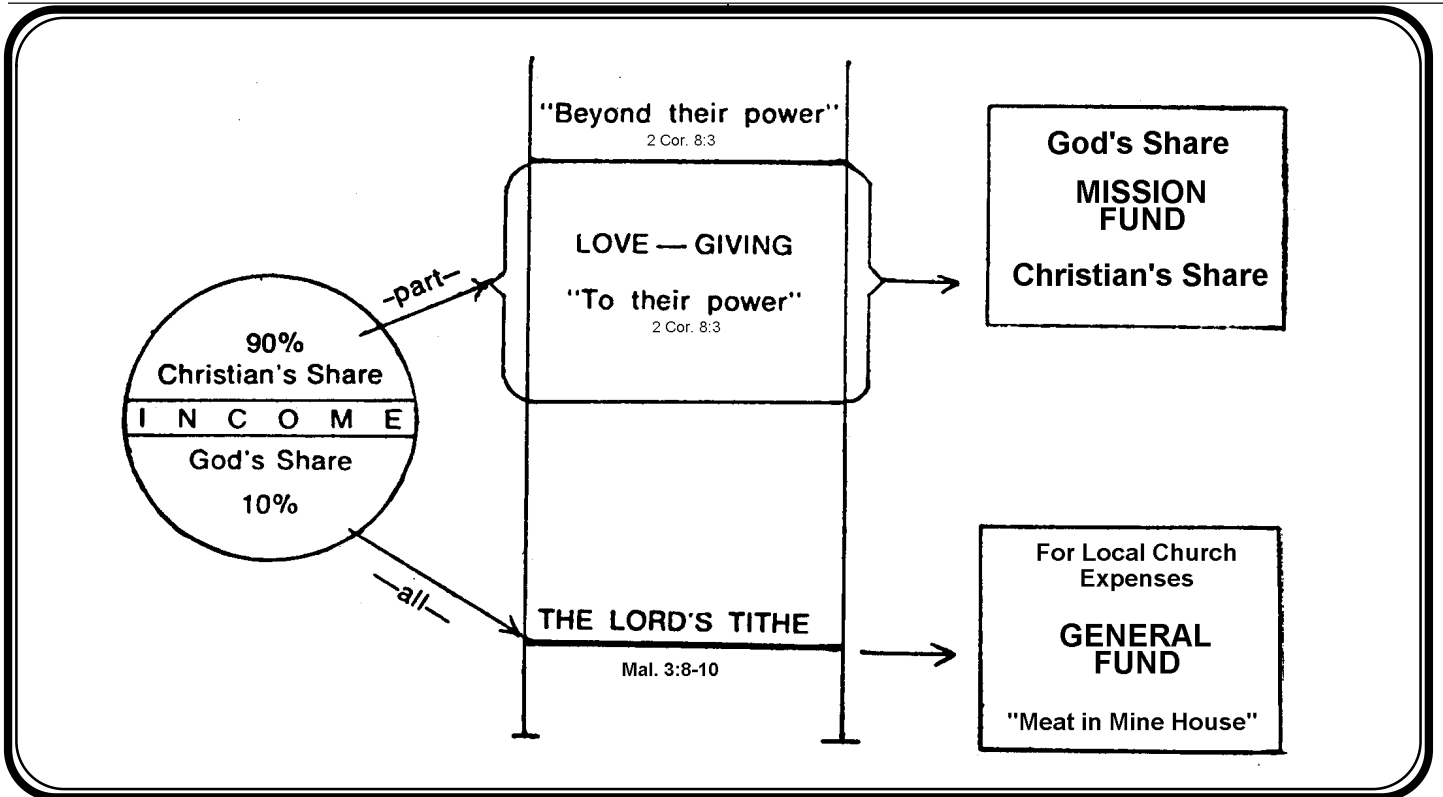 "Beyond their power"
2 Cor. 8:3
LOVE — GIVING
"To their power"
2 Cor. 8:3
God's Share
MISSION
FUND
Christian's Share
-part-
90%
Christian's Share
INCOME
God's Share
10%
-all-
THE LORD'S TITHE
Mal. 3:8-10
For Local Church
Expenses
GENERAL
FUND
"Meat in Mine House"